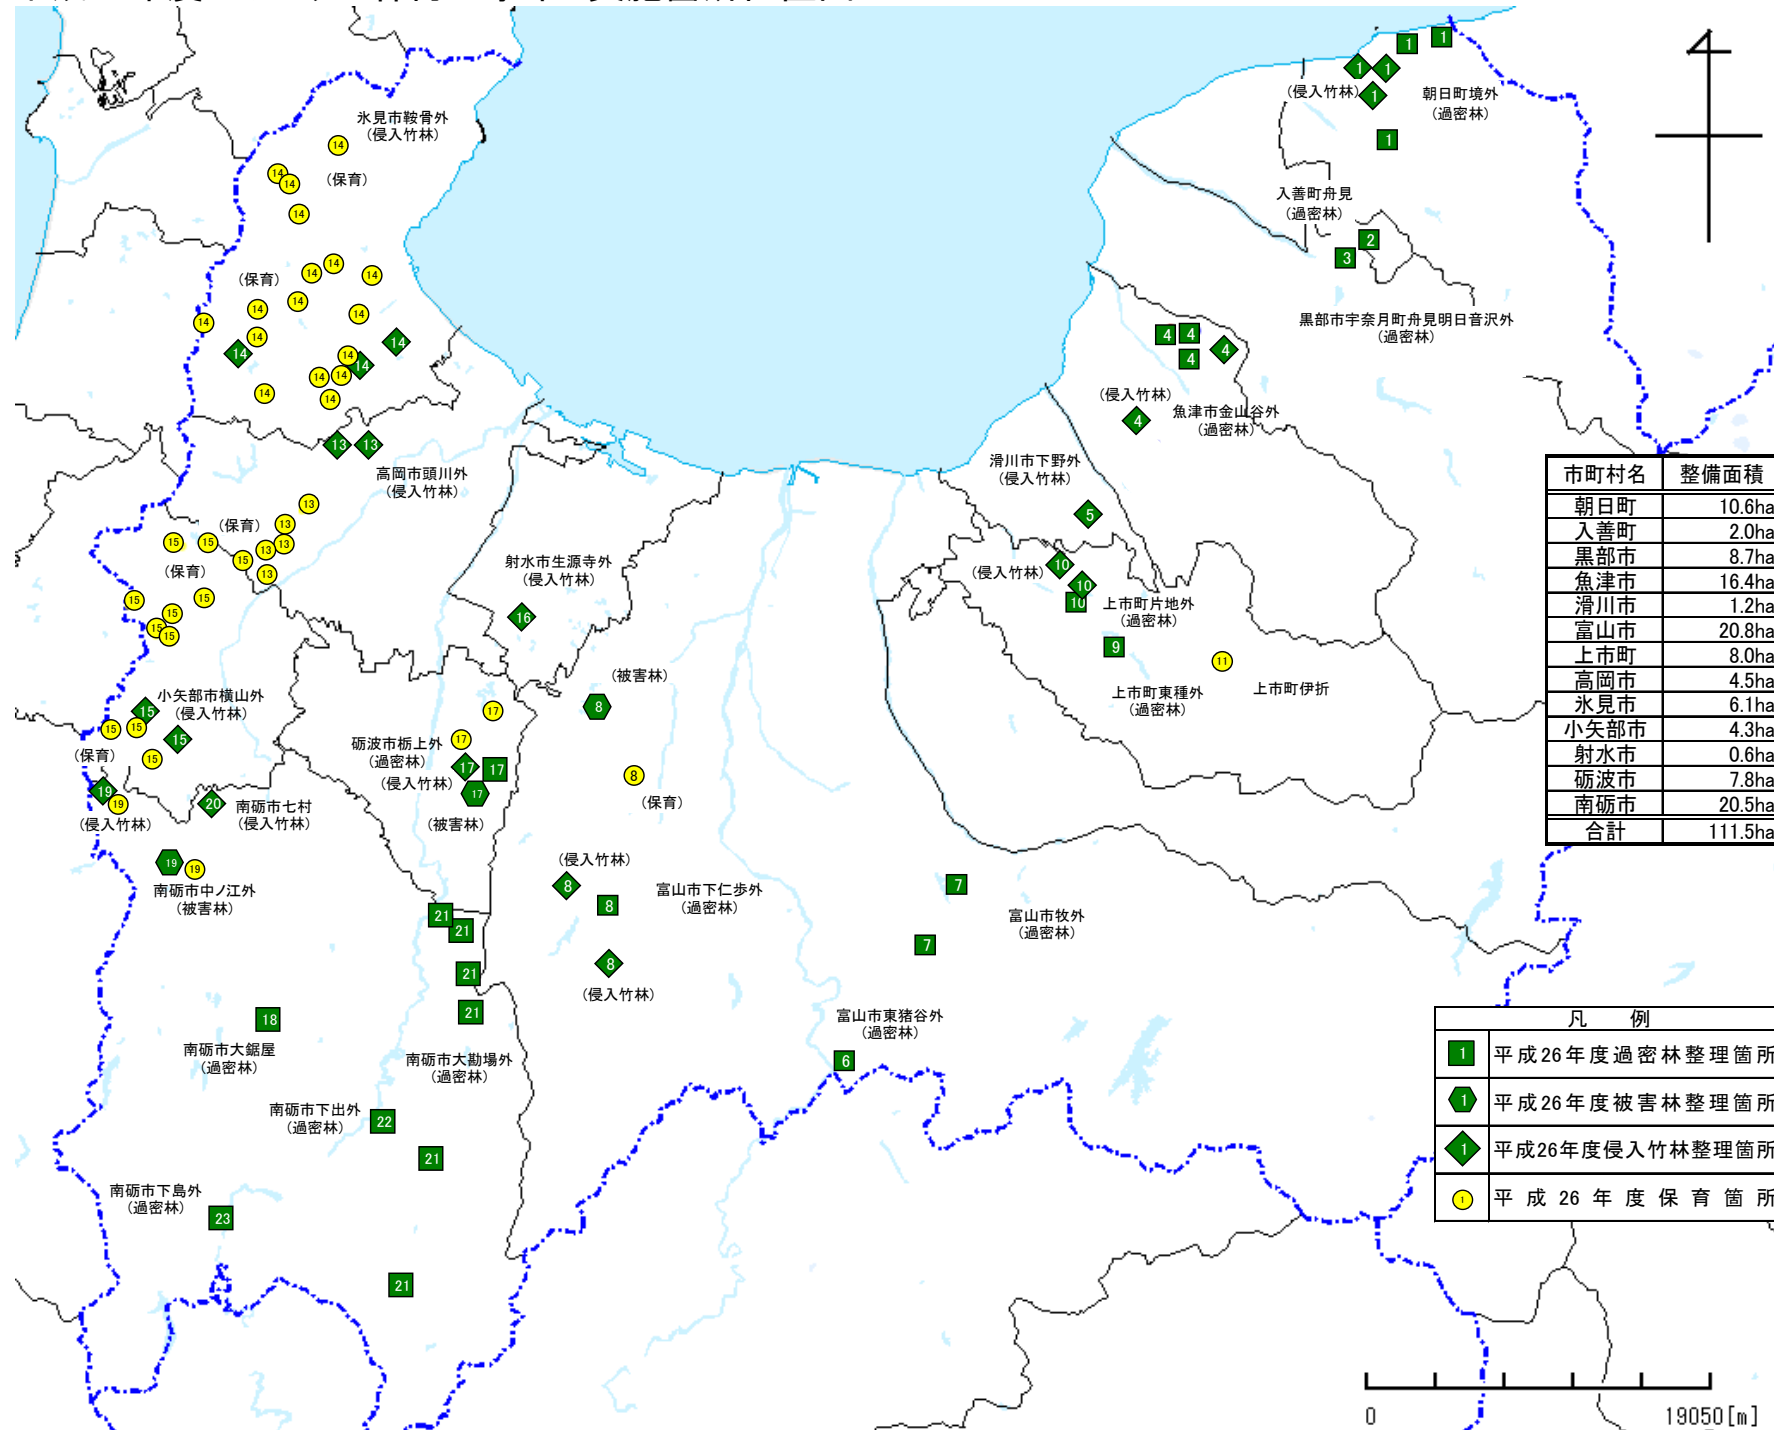 氷見市鞍骨外
(侵入竹林)
(保育)
(保育)
高岡市頭川外
(侵入竹林)
(保育)
(保育)
射水市生源寺外
(侵入竹林)
小矢部市横山外
(侵入竹林)
(保育)
(侵入竹林)
南砺市七村
(侵入竹林)
南砺市中ノ江外
(被害林)
砺波市栃上外
(過密林)
(侵入竹林)
(被害林)
(被害林)
(保育)
(侵入竹林)
富山市下仁歩外
(過密林)
(侵入竹林)
南砺市大鋸屋
(過密林)
南砺市大勘場外
(過密林)
南砺市下出外
(過密林)
南砺市下島外
(過密林)
富山市東猪谷外
(過密林)
富山市牧外
(過密林)
(侵入竹林)
朝日町境外
(過密林)
入善町舟見
(過密林)
黒部市宇奈月町舟見明日音沢外
(過密林)
(侵入竹林)
魚津市金山谷外
(過密林)
滑川市下野外
(侵入竹林)
(侵入竹林)
上市町片地外
(過密林)
上市町東種外
(過密林)
上市町伊折
市町村名 整備面積
朝日町 10.6ha
入善町 2.0ha
黒部市 8.7ha
魚津市 16.4ha
滑川市 1.2ha
富山市 20.8ha
上市町 8.0ha
高岡市 4.5ha
氷見市 6.1ha
小矢部市 4.3ha
射水市 0.6ha
砺波市 7.8ha
南砺市 20.5ha
合計 111.5ha
凡 例
1 平成26年度過密林整理箇所
1 平成26年度被害林整理箇所
1 平成26年度侵入竹林整理箇所
1 平成26年度保育箇所
0 19050[m]